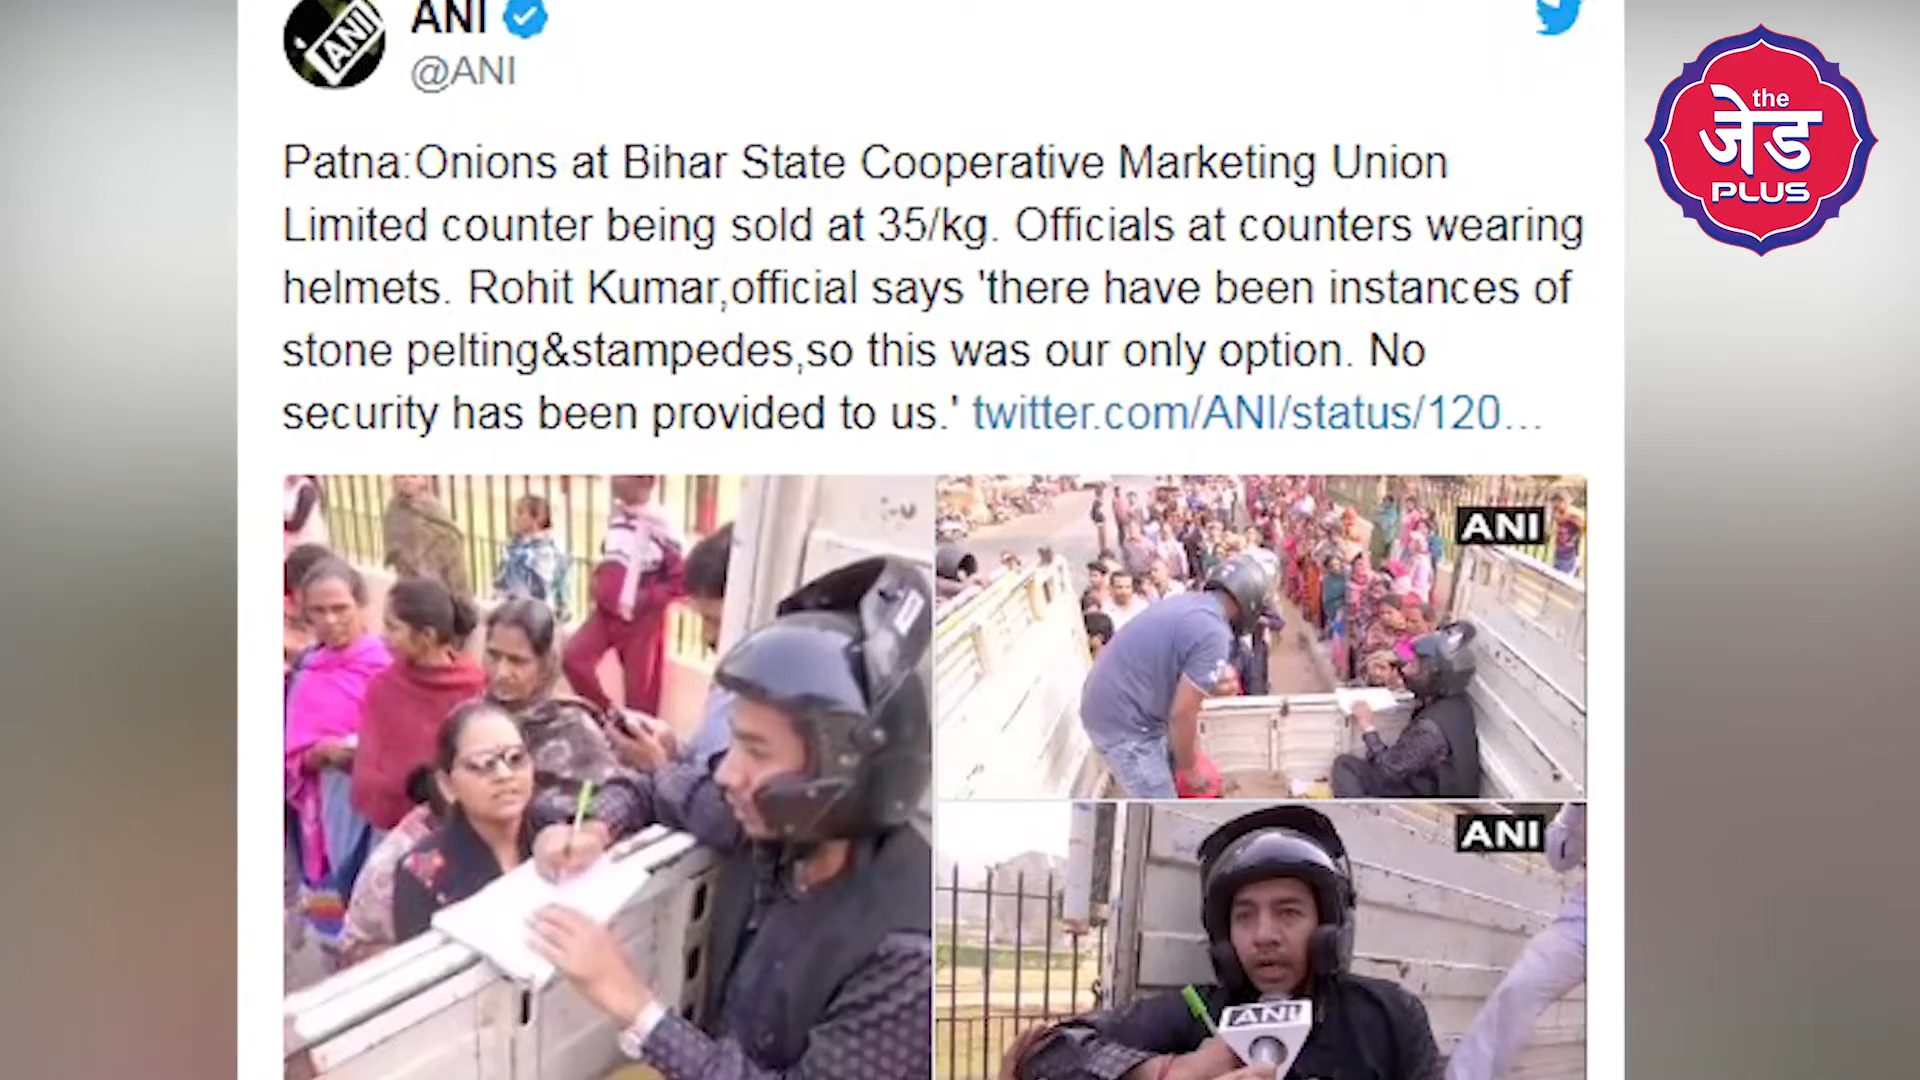 ANI
@ANI
Patna:Onions at Bihar State Cooperative Marketing Union
Limited counter being sold at 35/kg. Officials at counters wearing
helmets. Rohit Kumar,official says 'there have been instances of
stone pelting&stampedes,so this was our only option. No
security has been provided to us.' twitter.com/ANI/status/120...
ANI
ANI
ANI
ANI
the
जेड
PLUS